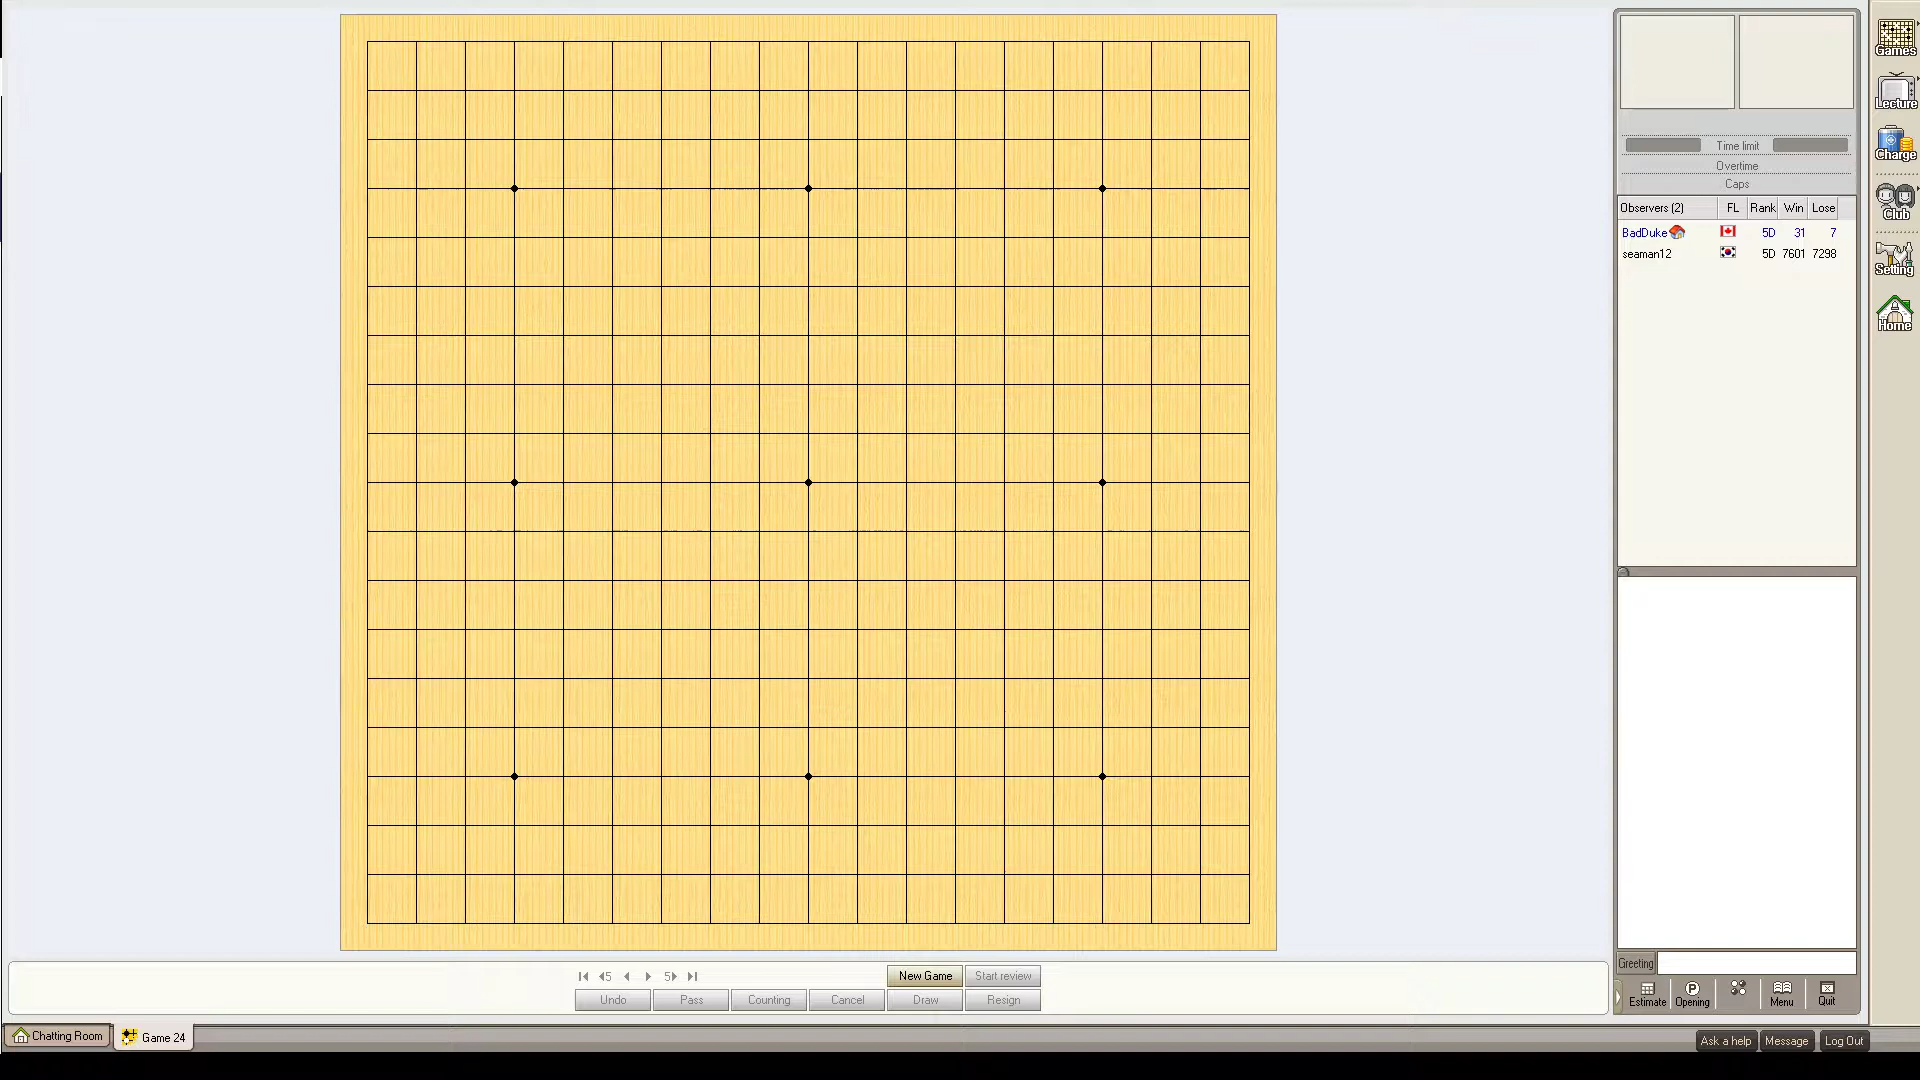 Games
Lecture
Time limit
Charge
Overtime
Caps
Observers (2) FL Rank Win Lose
Club
BadDuke 5D 31 7
seaman12 5D 7601 7298
Setting
Home
Greeting
5 5 New Game Start review
Undo Pass Counting Cancel Draw Resign
Estimate Opening Menu Quit
P
Chatting Room Game 24
Ask a help Message Log Out